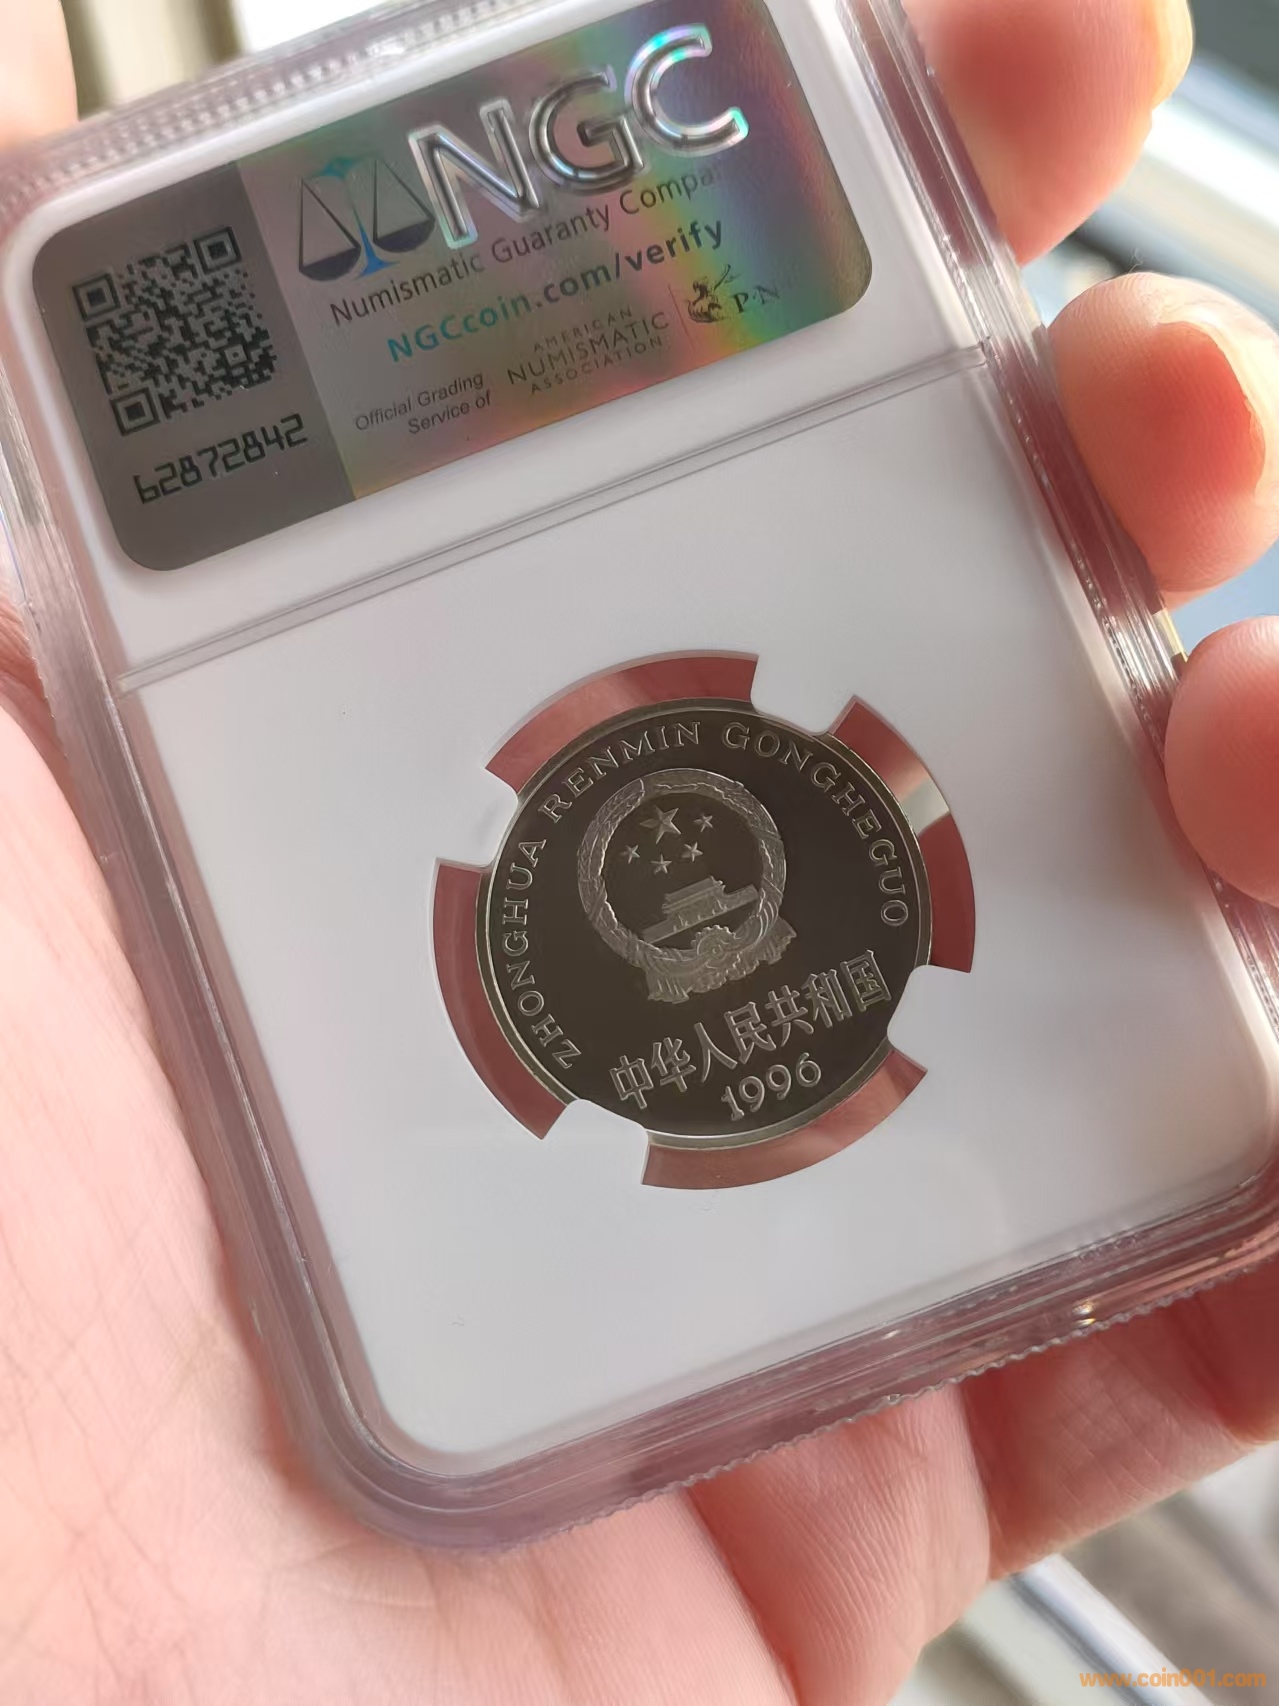 NGC
Numismatic Guaranty Compa
NGCcoin.com/verify
Official Grading
Service of
AMERICAN
NUMISMATIC
ASSOCIATION
P·N
62872842
ZHONGHUA RENMIN GONGHEGUO
中华人民共和国
1996
www.coin001.com